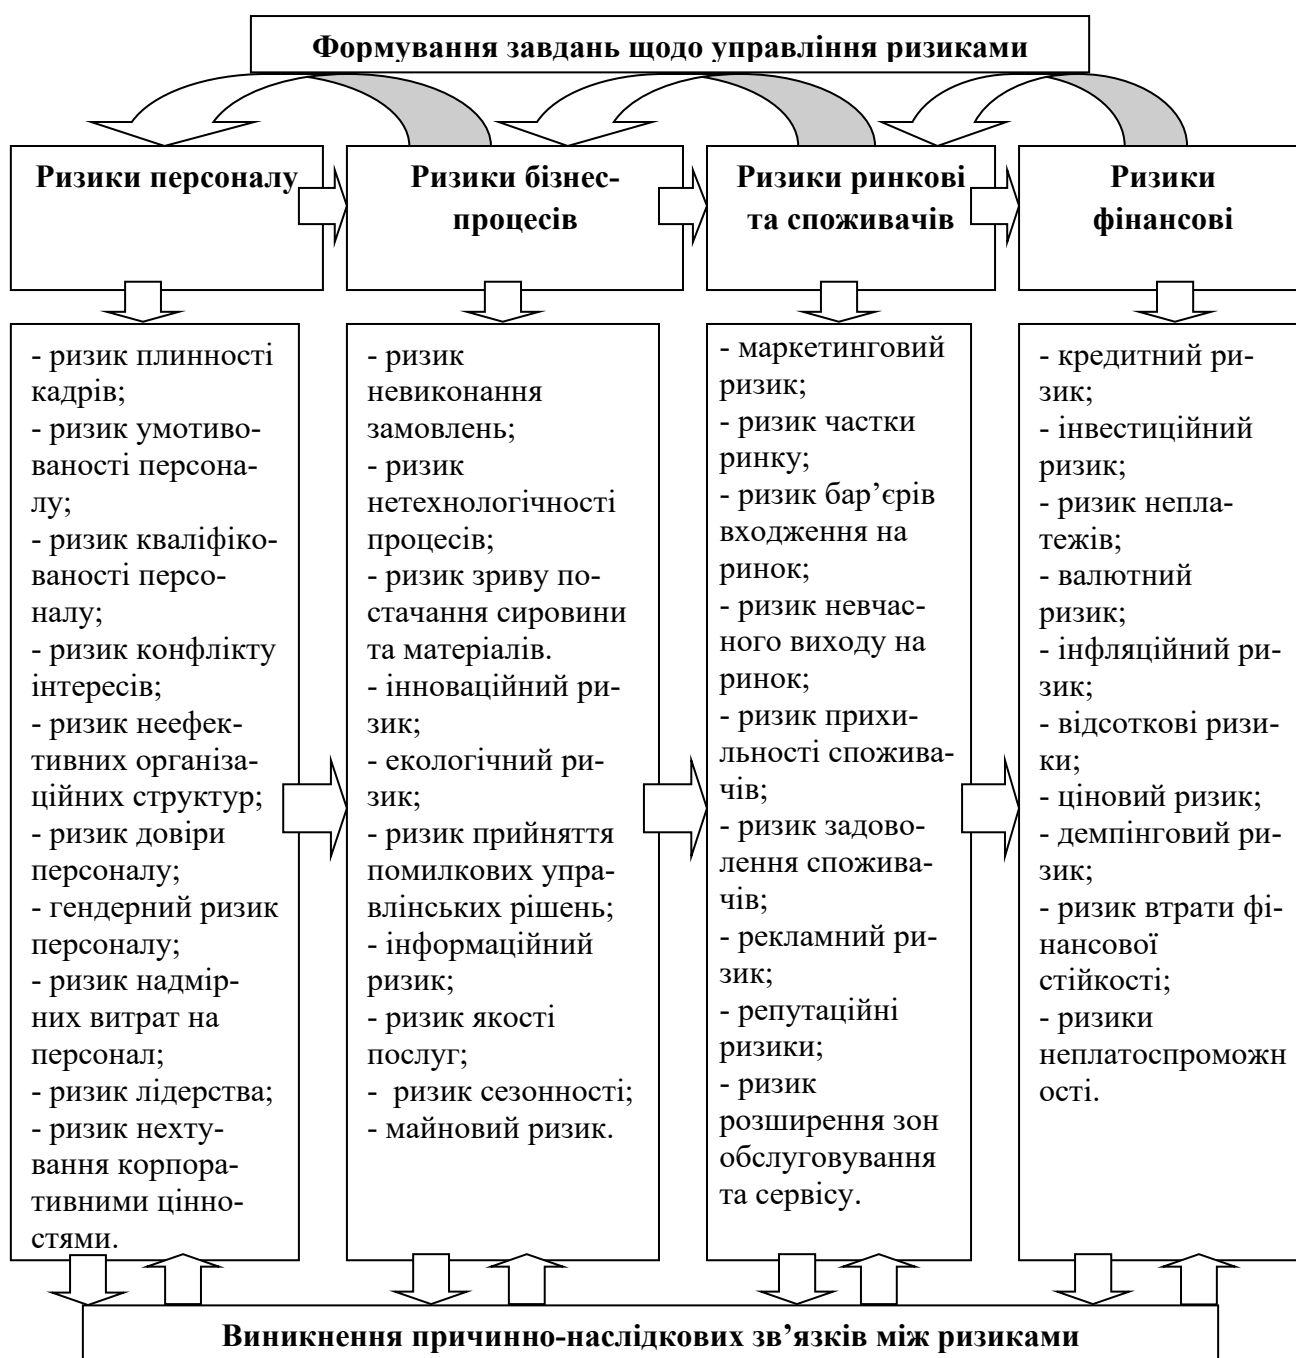 Формування завдань щодо управління ризиками
Ризики персоналу
Ризики бізнес-
процесів
Ризики ринкові
та споживачів
Ризики
фінансові
- ризик плинності
кадрів;
- ризик умотиво-
ваності персона-
лу;
- ризик кваліфіко-
ваності персо-
налу;
- ризик конфлікту
інтересів;
- ризик неефек-
тивних організа-
ційних структур;
- ризик довіри
персоналу;
- гендерний ризик
персоналу;
- ризик надмір-
них витрат на
персонал;
- ризик лідерства;
- ризик нехту-
вання корпора-
тивними цінно-
стями.
- ризик
невиконання
замовлень;
- ризик
нетехнологічності
процесів;
- ризик зриву по-
стачання сировини
та матеріалів.
- інноваційний ри-
зик;
- екологічний ри-
зик;
- ризик прийняття
помилкових упра-
влінських рішень;
- інформаційний
ризик;
- ризик якості
послуг;
- ризик сезонності;
- майновий ризик.
- маркетинговий
ризик;
- ризик частки
ринку;
- ризик бар’єрів
входження на
ринок;
- ризик невчас-
ного виходу на
ринок;
- ризик прихи-
льності спожива-
чів;
- ризик задово-
лення спожива-
чів;
- рекламний ри-
зик;
- репутаційні
ризики;
- ризик
розширення зон
обслуговування
та сервісу.
- кредитний ри-
зик;
- інвестиційний
ризик;
- ризик непла-
тежів;
- валютний
ризик;
- інфляційний ри-
зик;
- відсоткові ризи-
ки;
- ціновий ризик;
- демпінговий ри-
зик;
- ризик втрати фі-
нансової
стійкості;
- ризики
неплатоспроможн
ості.
Виникнення причинно-наслідкових зв’язків між ризиками